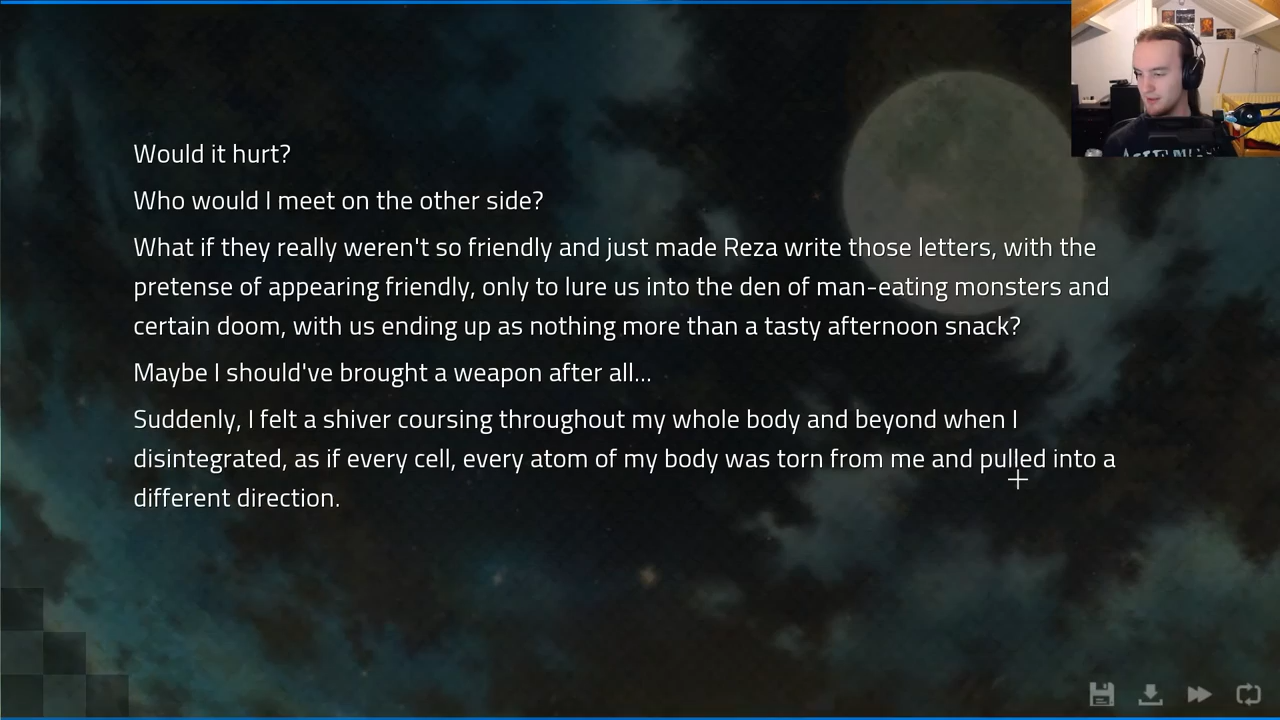 Would it hurt?
Who would I meet on the other side?
What if they really weren't so friendly and just made Reza write those letters, with the
pretense of appearing friendly, only to lure us into the den of man-eating monsters and
certain doom, with us ending up as nothing more than a tasty afternoon snack?
Maybe I should've brought a weapon after all...
Suddenly, I felt a shiver coursing throughout my whole body and beyond when I
disintegrated, as if every cell, every atom of my body was torn from me and pulled into a
different direction.